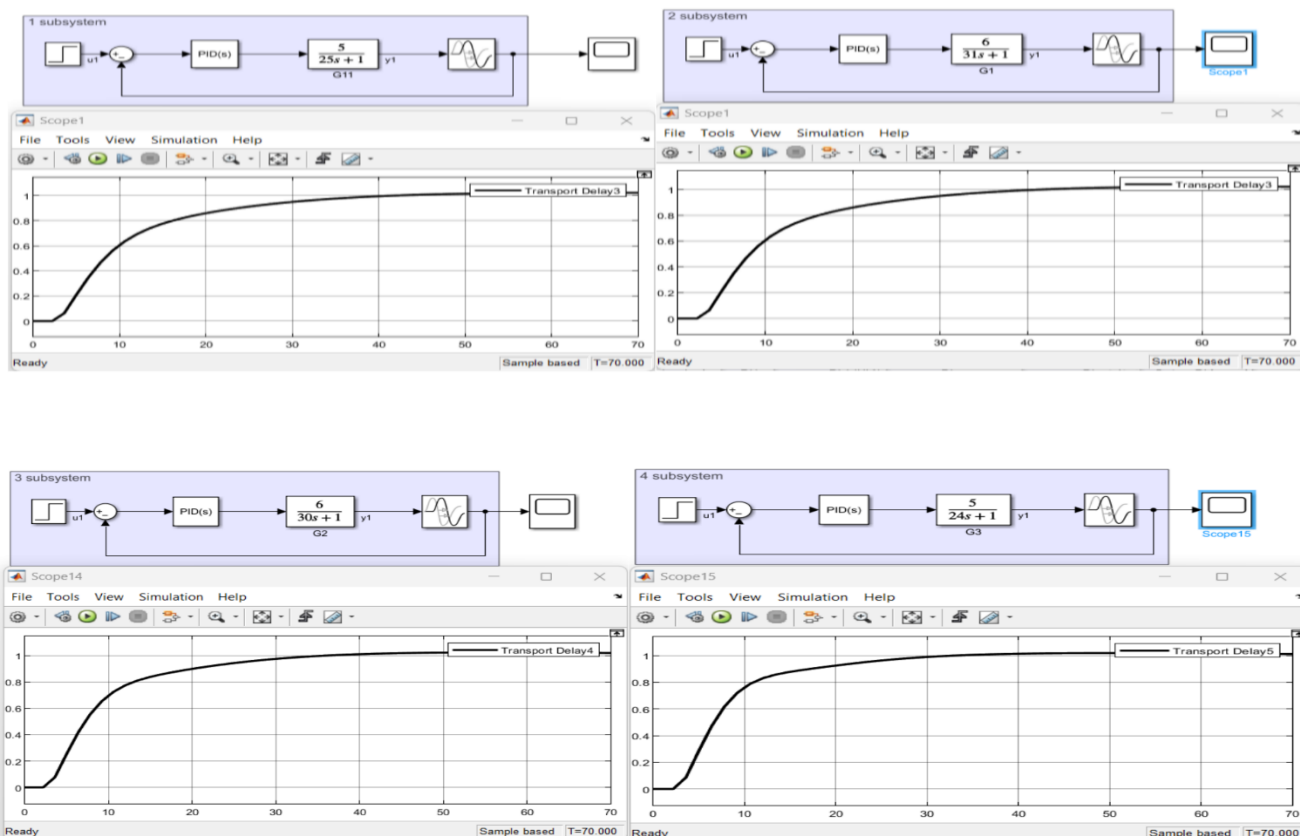 1 subsystem
u1
+
−
PID(s)
5
25s + 1
G11
y1
Scope1
File Tools View Simulation Help
Transport Delay3
1
0.8
0.6
0.4
0.2
0
0 10 20 30 40 50 60 70
Ready Sample based T=70.000
2 subsystem
u1
+
−
PID(s)
6
31s + 1
G1
y1
Scope1
Scope1
File Tools View Simulation Help
Transport Delay3
1
0.8
0.6
0.4
0.2
0
0 10 20 30 40 50 60 70
Ready Sample based T=70.000
3 subsystem
u1
+
−
PID(s)
6
30s + 1
G2
y1
Scope14
File Tools View Simulation Help
Transport Delay4
1
0.8
0.6
0.4
0.2
0
0 10 20 30 40 50 60 70
Ready Sample based T=70.000
4 subsystem
u1
+
−
PID(s)
5
24s + 1
G3
y1
Scope15
Scope15
File Tools View Simulation Help
Transport Delay5
1
0.8
0.6
0.4
0.2
0
0 10 20 30 40 50 60 70
Ready Sample based T=70.000